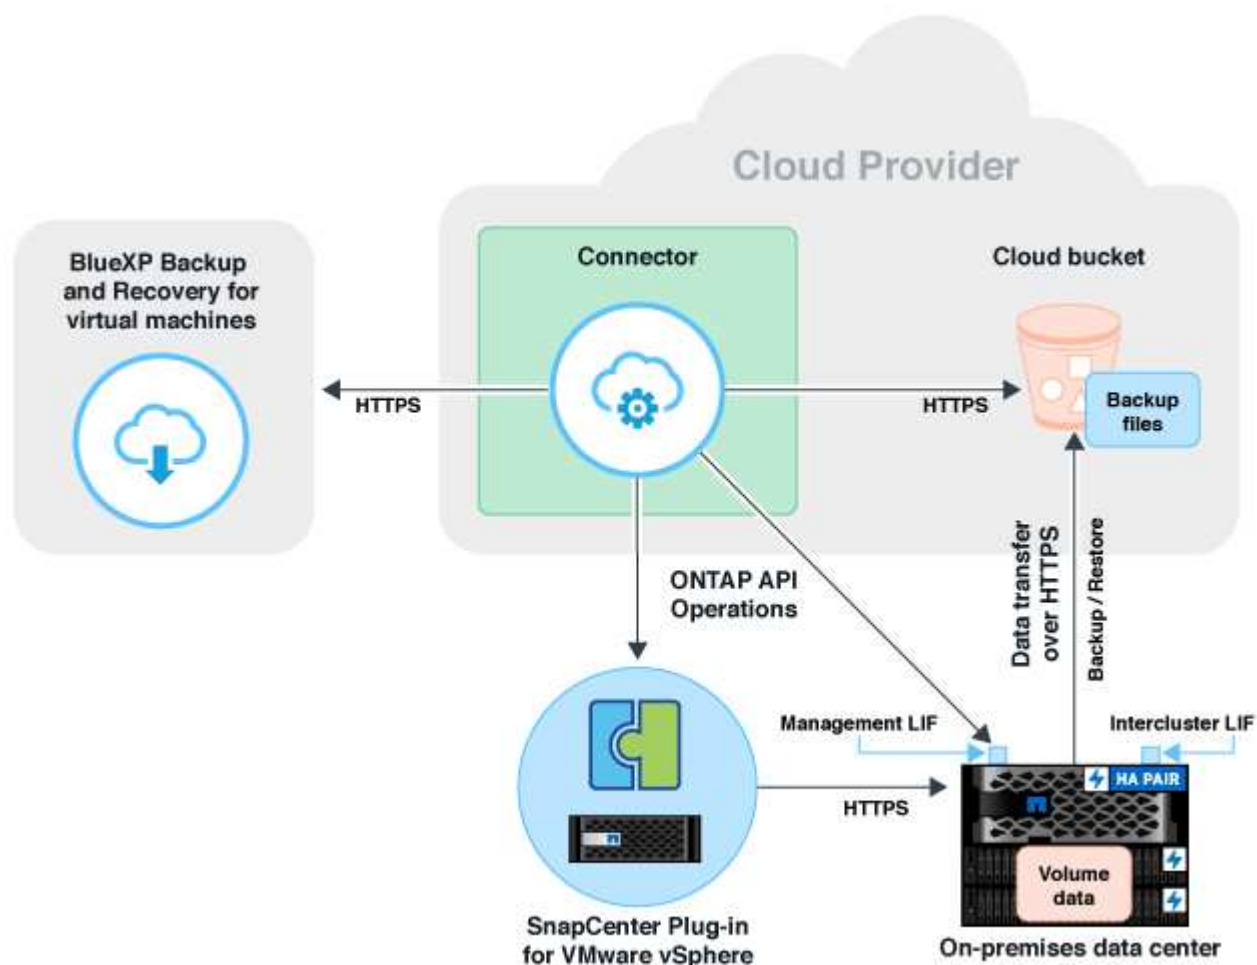 Cloud Provider
BlueXP Backup
and Recovery for
virtual machines
Connector
Cloud bucket
Backup
files
HTTPS
HTTPS
ONTAP API
Operations
Data transfer
over HTTPS
Backup / Restore
Management LIF
Intercluster LIF
HA PAIR
HTTPS
Volume
data
SnapCenter Plug-in
for VMware vSphere
On-premises data center